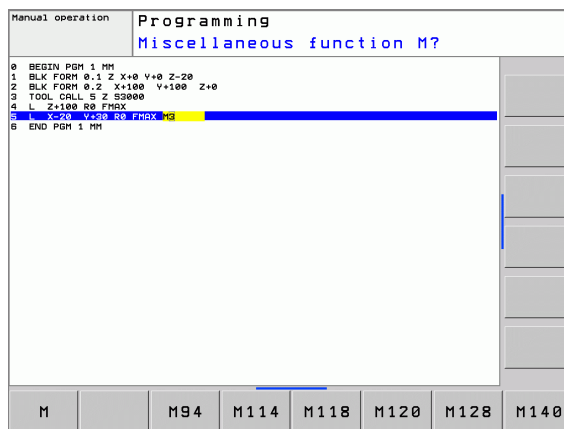 Manual operation
Programming
Miscellaneous function M?
0 BEGIN PGM 1 MM
1 BLK FORM 0.1 Z X+0 Y+0 Z-20
2 BLK FORM 0.2 X+100 Y+100 Z+0
3 TOOL CALL 5 Z S3000
4 L Z+100 R0 FMAX
5 L X-20 Y+30 R0 FMAX M3
6 END PGM 1 MM
M M94 M114 M118 M120 M128 M140